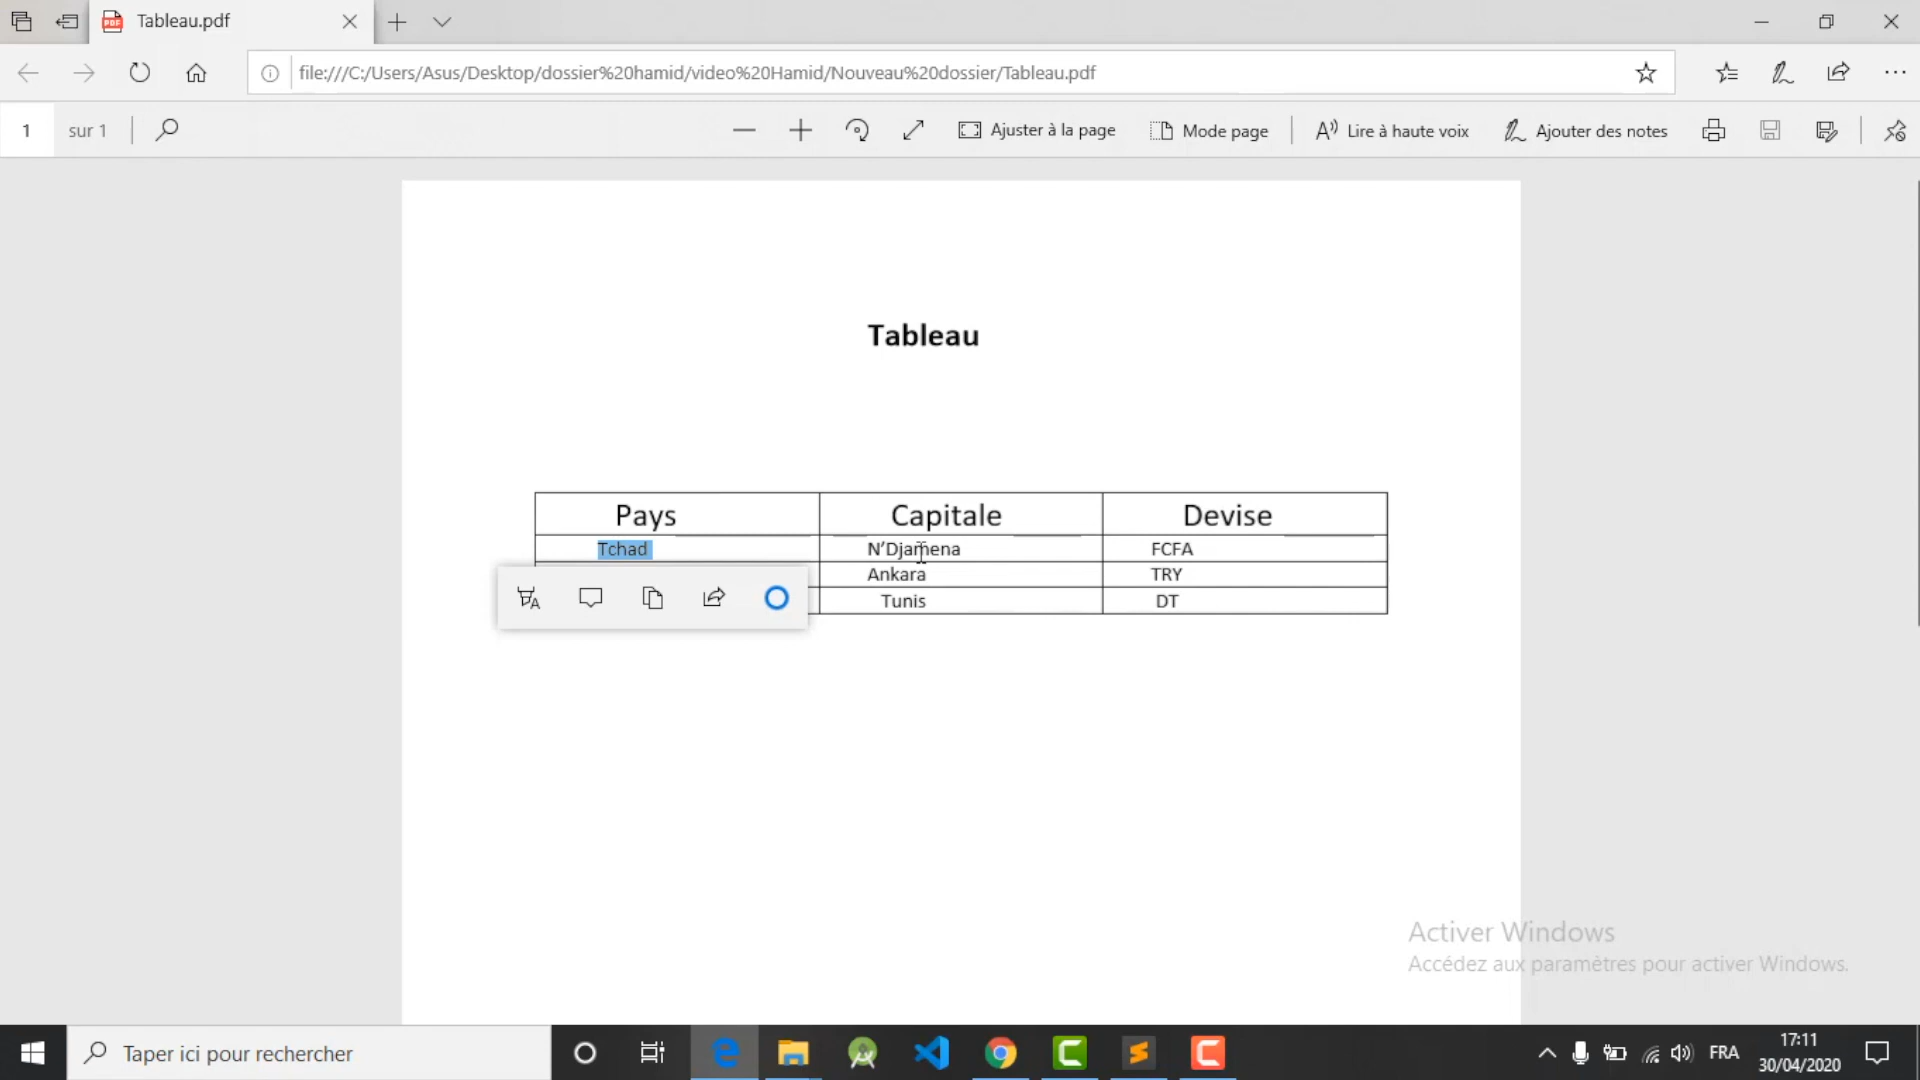 Tableau.pdf
file:///C:/Users/Asus/Desktop/dossier%20hamid/video%20Hamid/Nouveau%20dossier/Tableau.pdf
1 sur 1 Ajuster à la page Mode page Lire à haute voix Ajouter des notes
Tableau
Pays Capitale Devise
Tchad N’Djamena FCFA
Ankara TRY
Tunis DT
Activer Windows
Accédez aux paramètres pour activer Windows.
Taper ici pour rechercher
FRA
17:11
30/04/2020